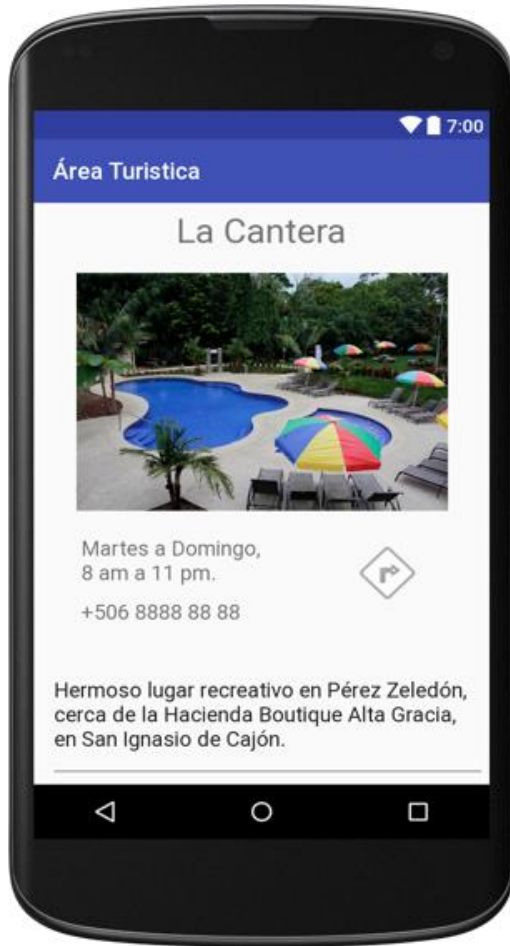 7:00
Área Turistica
La Cantera
Martes a Domingo,
8 am a 11 pm.
+506 8888 88 88
Hermoso lugar recreativo en Pérez Zeledón,
cerca de la Hacienda Boutique Alta Gracia,
en San Ignasio de Cajón.